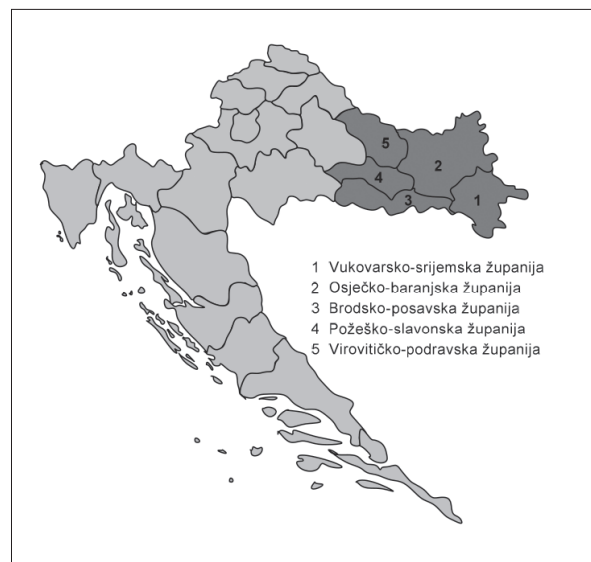 5
2
4
1
3
1 Vukovarsko-srijemska županija
2 Osječko-baranjska županija
3 Brodsko-posavska županija
4 Požeško-slavonska županija
5 Virovitičko-podravska županija